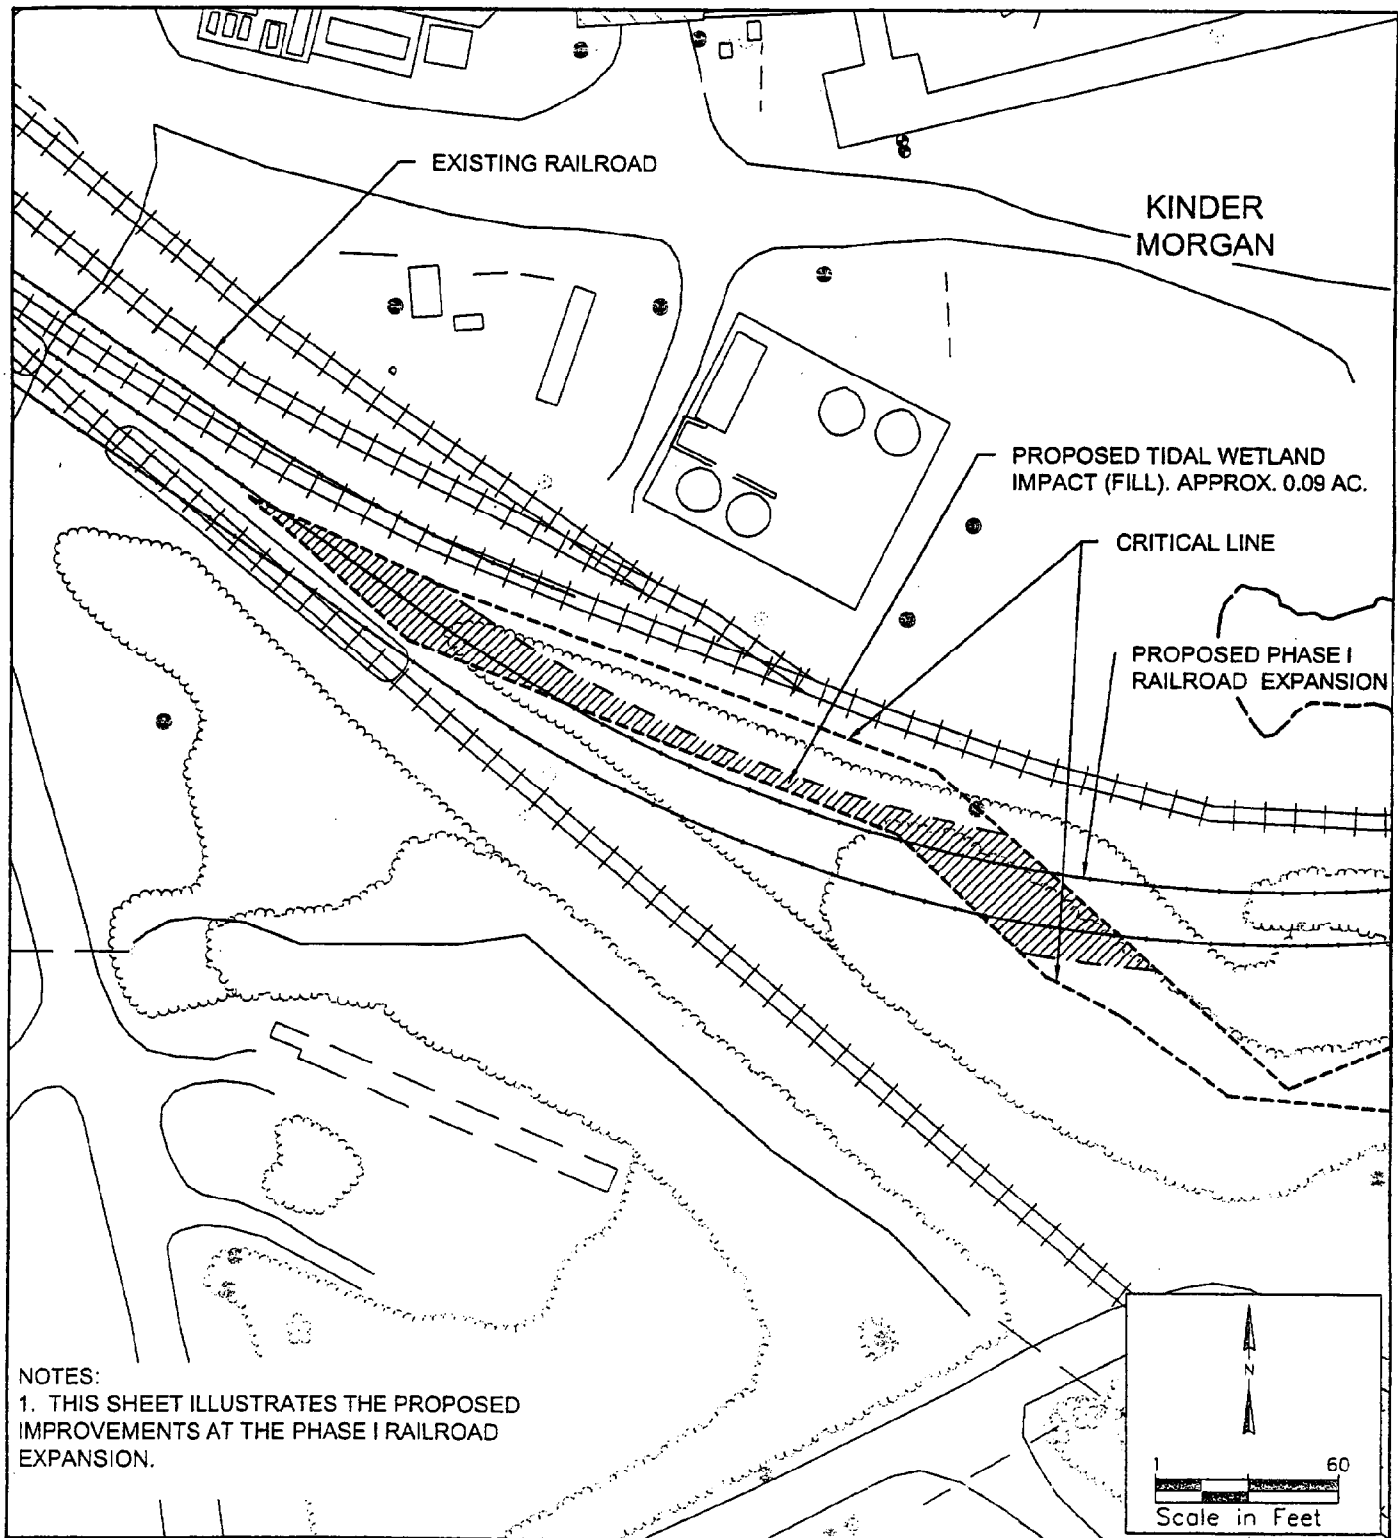 EXISTING RAILROAD
KINDER
MORGAN
PROPOSED TIDAL WETLAND
IMPACT (FILL). APPROX. 0.09 AC.
CRITICAL LINE
PROPOSED PHASE I
RAILROAD EXPANSION
NOTES:
1. THIS SHEET ILLUSTRATES THE PROPOSED
IMPROVEMENTS AT THE PHASE I RAILROAD
EXPANSION.
N
1 60
Scale in Feet